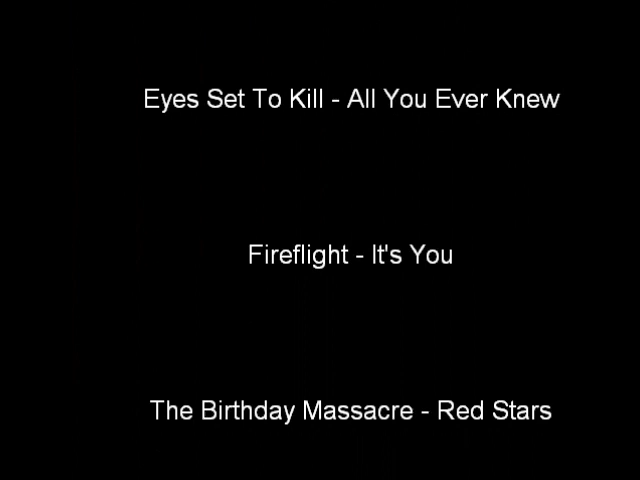 Eyes Set To Kill - All You Ever Knew
Fireflight - It's You
The Birthday Massacre - Red Stars